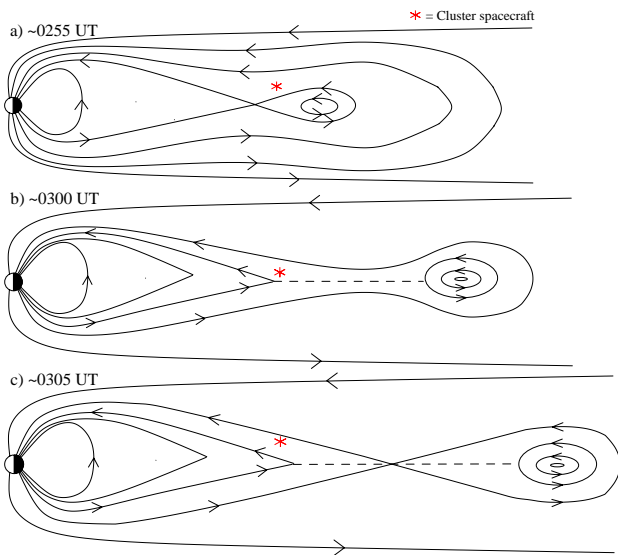 * = Cluster spacecraft
a) ~0255 UT
b) ~0300 UT
c) ~0305 UT